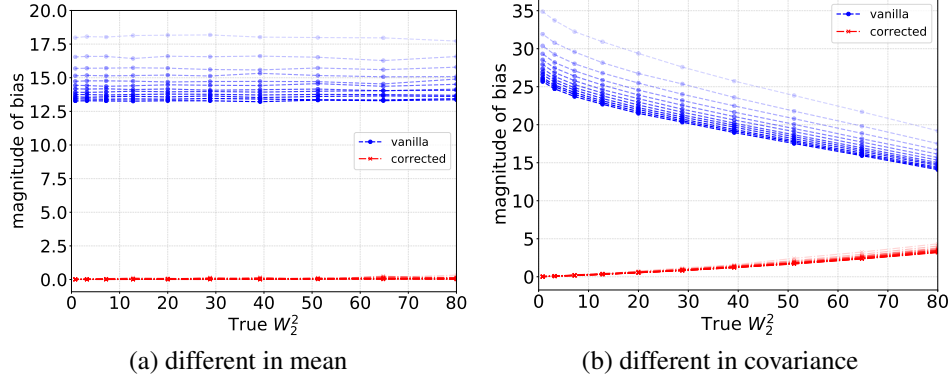 20.0
17.5
15.0
12.5
10.0
7.5
5.0
2.5
0.0
magnitude of bias
vanilla
corrected
0 10 20 30 40 50 60 70 80
True W₂²
(a) different in mean
35
30
25
20
15
10
5
0
magnitude of bias
vanilla
corrected
0 10 20 30 40 50 60 70 80
True W₂²
(b) different in covariance